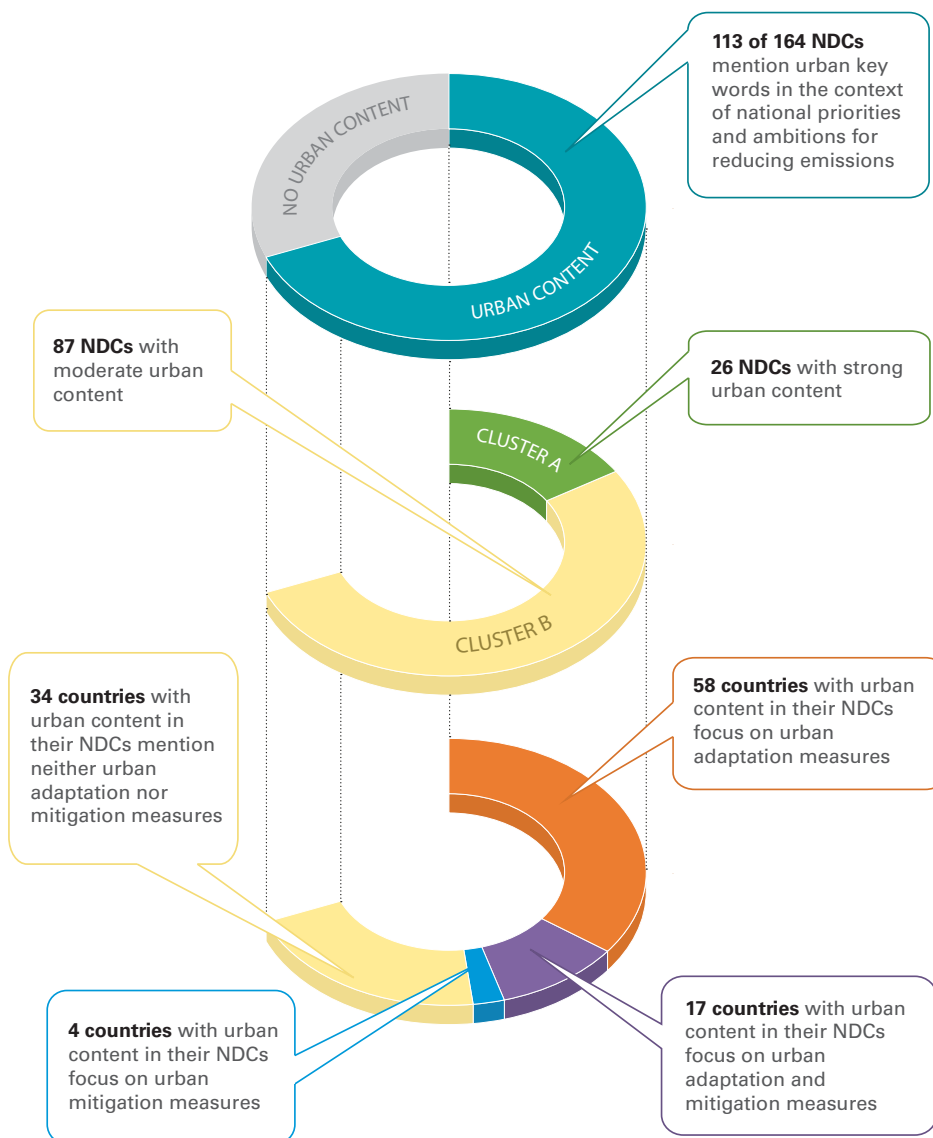 113 of 164 NDCs
mention urban key
words in the context
of national priorities
and ambitions for
reducing emissions
NO URBAN CONTENT
URBAN CONTENT
87 NDCs with
moderate urban
content
26 NDCs with strong
urban content
CLUSTER A
CLUSTER B
34 countries with
urban content in
their NDCs mention
neither urban
adaptation nor
mitigation measures
58 countries with urban
content in their NDCs
focus on urban
adaptation measures
4 countries with urban
content in their NDCs
focus on urban
mitigation measures
17 countries with urban
content in their NDCs
focus on urban
adaptation and
mitigation measures